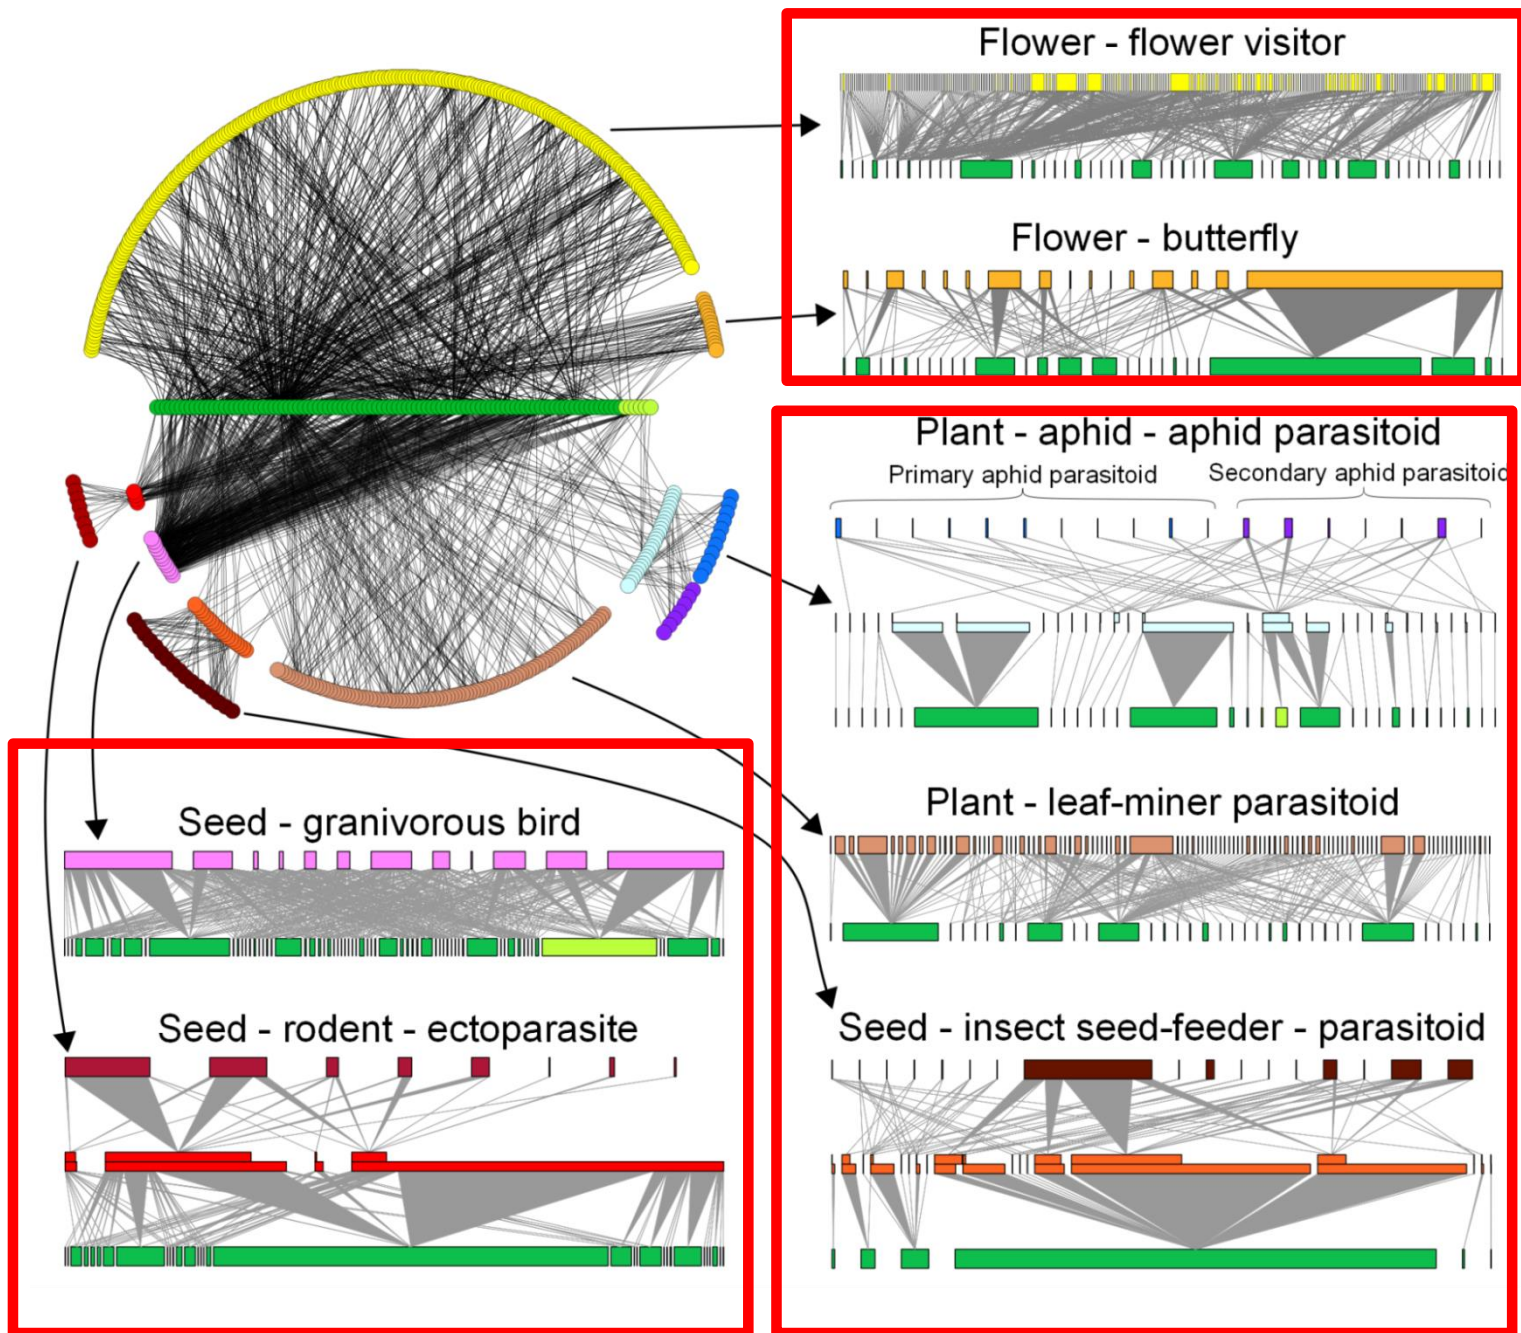 Flower - flower visitor
Flower - butterfly
Plant - aphid - aphid parasitoid
Primary aphid parasitoid
Secondary aphid parasitoid
Plant - leaf-miner parasitoid
Seed - insect seed-feeder - parasitoid
Seed - granivorous bird
Seed - rodent - ectoparasite